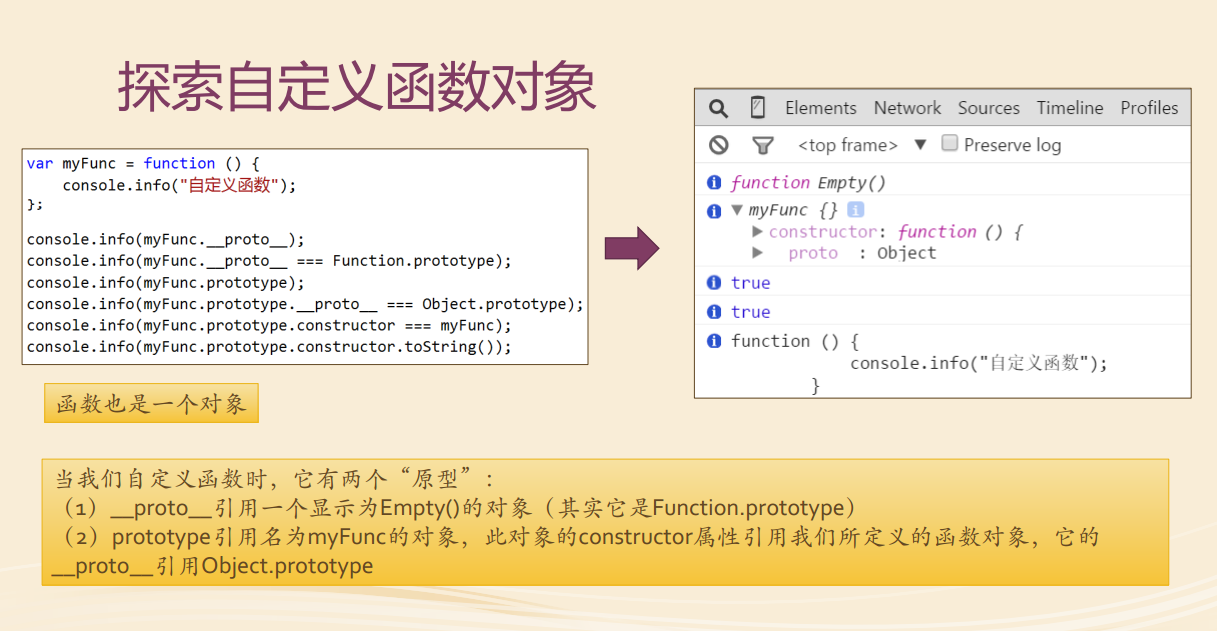 探索自定义函数对象
var myFunc = function () {
    console.info("自定义函数");
};
console.info(myFunc.__proto__);
console.info(myFunc.__proto__ === Function.prototype);
console.info(myFunc.prototype);
console.info(myFunc.prototype.__proto__ === Object.prototype);
console.info(myFunc.prototype.constructor === myFunc);
console.info(myFunc.prototype.constructor.toString());
Elements Network Sources Timeline Profiles
<top frame> ▼ Preserve log
function Empty()
▼ myFunc {}
▶ constructor: function () {
▶ proto : Object
true
true
function () {
            console.info("自定义函数");
        }
函数也是一个对象
当我们自定义函数时，它有两个“原型”：
（1）__proto__引用一个显示为Empty()的对象（其实它是Function.prototype）
（2）prototype引用名为myFunc的对象，此对象的constructor属性引用我们所定义的函数对象，它的
__proto__引用Object.prototype